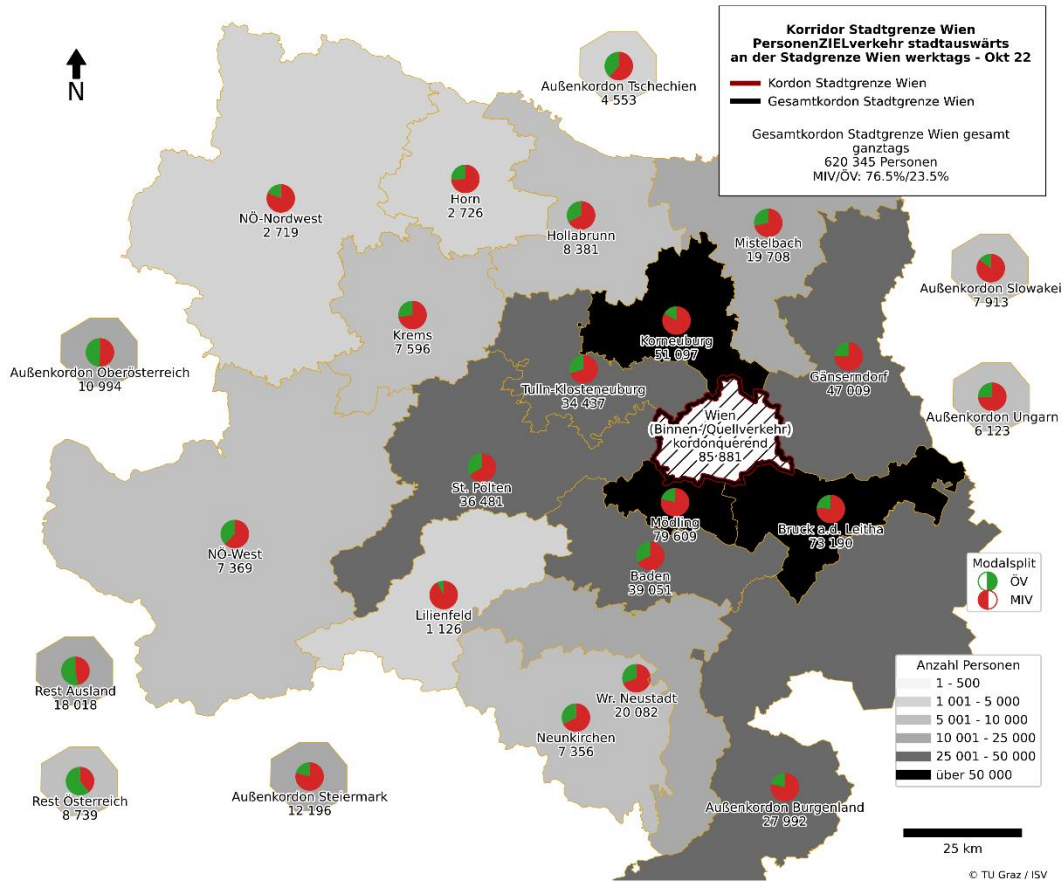 Korridor Stadtgrenze Wien
PersonenZIELverkehr stadtauswärts
an der Stadgrenze Wien werktags - Okt 22
Kordon Stadtgrenze Wien
Gesamtkordon Stadtgrenze Wien
Gesamtkordon Stadtgrenze Wien gesamt
ganztags
620 345 Personen
MIV/ÖV: 76.5%/23.5%
N
Außenkordon Tschechien
4 553
Horn
2 726
NÖ-Nordwest
2 719
Hollabrunn
8 381
Mistelbach
19 708
Außenkordon Slowakei
7 913
Krems
7 596
Korneuburg
51 097
Außenkordon Oberösterreich
10 994
Tulln-Klosteneuburg
34 437
Gänserndorf
47 009
Außenkordon Ungarn
6 123
Wien
(Binnen-/Quellverkehr)
kordonquerend
85 881
St. Pölten
36 481
Mödling
79 609
Bruck a.d. Leitha
73 190
NÖ-West
7 369
Baden
39 051
Modalsplit
ÖV
MIV
Lilienfeld
1 126
Rest Ausland
18 018
Wr. Neustadt
20 082
Neunkirchen
7 356
Anzahl Personen
1 - 500
1 001 - 5 000
5 001 - 10 000
10 001 - 25 000
25 001 - 50 000
über 50 000
Rest Österreich
8 739
Außenkordon Steiermark
12 196
Außenkordon Burgenland
27 992
25 km
© TU Graz / ISV